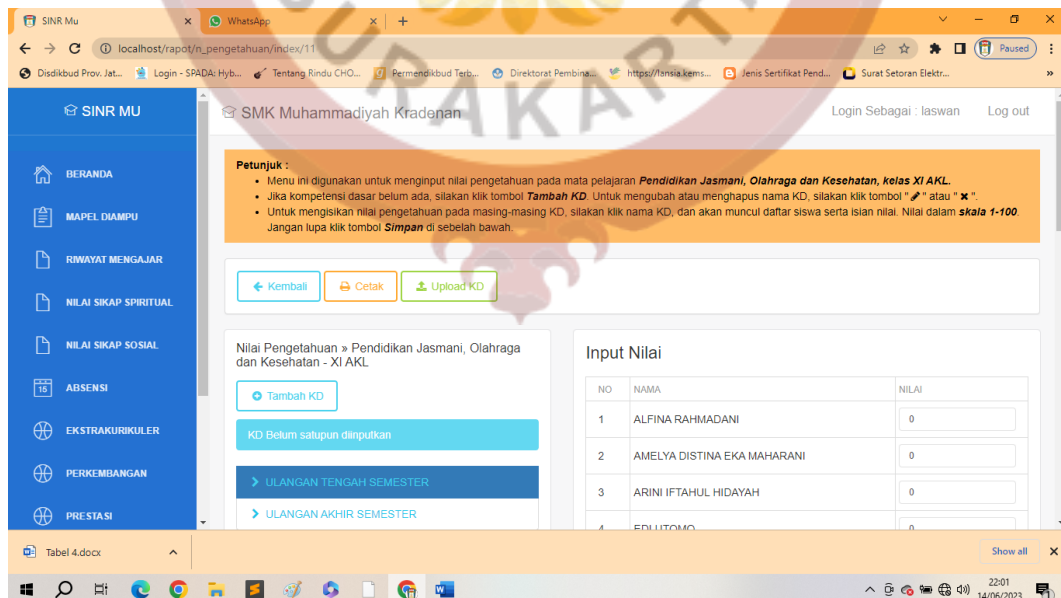 SINR Mu
WhatsApp
localhost/rapot/n_pengetahuan/index/11
Paused
Disdikbud Prov. Jat...
Login - SPADA: Hyb...
Tentang Rindu CHO...
Permendikbud Terb...
Direktorat Pembina...
https://lansia.kems...
Jenis Sertifikat Pend...
Surat Setoran Elektr...
SURAKARTA
SINR MU
SMK Muhammadiyah Kradenan
Login Sebagai : laswan
Log out
BERANDA
MAPEL DIAMPU
RIWAYAT MENGAJAR
NILAI SIKAP SPIRITUAL
NILAI SIKAP SOSIAL
ABSENSI
EKSTRAKURIKULER
PERKEMBANGAN
PRESTASI
Petunjuk :
• Menu ini digunakan untuk menginput nilai pengetahuan pada mata pelajaran Pendidikan Jasmani, Olahraga dan Kesehatan, kelas XI AKL.
• Jika kompetensi dasar belum ada, silakan klik tombol Tambah KD. Untuk mengubah atau menghapus nama KD, silakan klik tombol " " atau " ✖ ".
• Untuk mengisikan nilai pengetahuan pada masing-masing KD, silakan klik nama KD, dan akan muncul daftar siswa serta isian nilai. Nilai dalam skala 1-100.
Jangan lupa klik tombol Simpan di sebelah bawah.
Kembali
Cetak
Upload KD
Nilai Pengetahuan » Pendidikan Jasmani, Olahraga
dan Kesehatan - XI AKL
Tambah KD
KD Belum satupun diinputkan
ULANGAN TENGAH SEMESTER
ULANGAN AKHIR SEMESTER
Input Nilai
NO NAMA NILAI
1 ALFINA RAHMADANI 0
2 AMELYA DISTINA EKA MAHARANI 0
3 ARINI IFTAHUL HIDAYAH 0
4 EDI UTOMO 0
Tabel 4.docx
Show all
22:01
14/06/2023